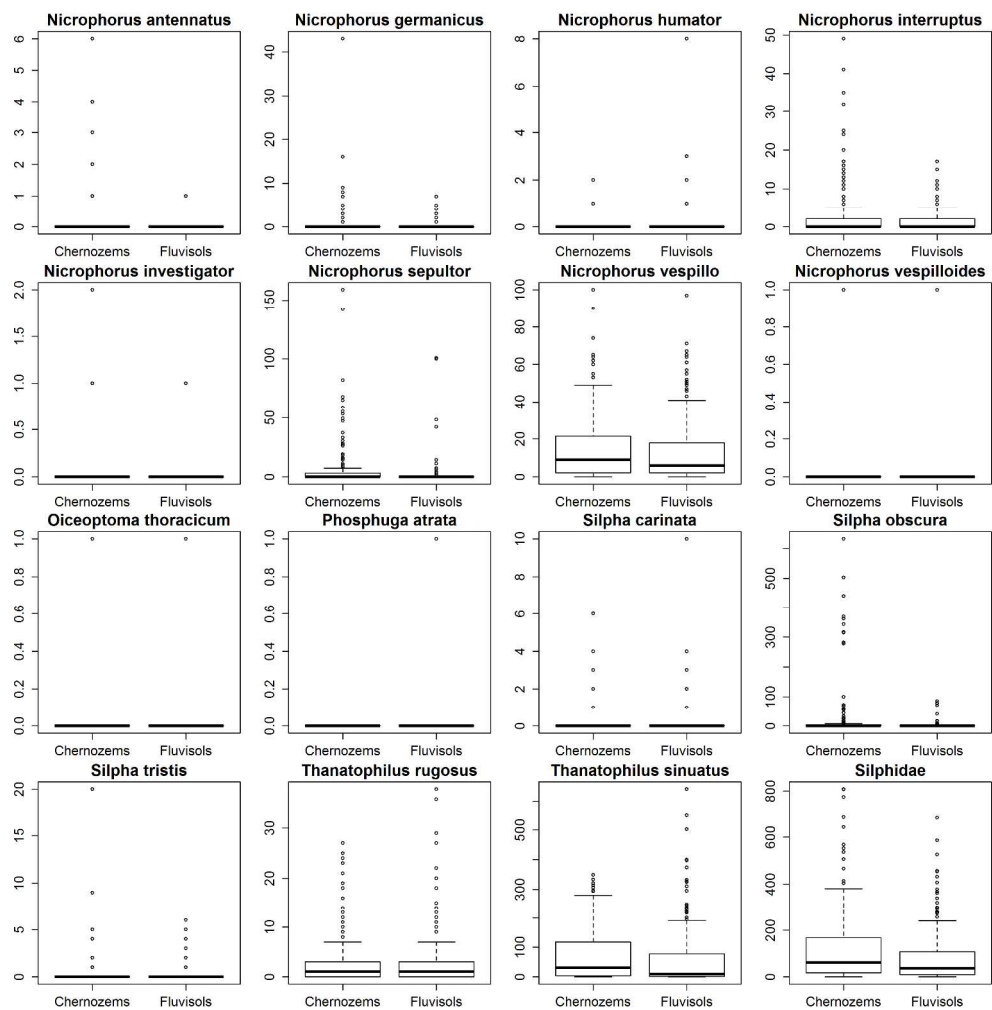 Nicrophorus antennatus
0 1 2 3 4 5 6
Chernozems Fluvisols
Nicrophorus germanicus
0 10 20 30 40
Chernozems Fluvisols
Nicrophorus humator
0 2 4 6 8
Chernozems Fluvisols
Nicrophorus interruptus
0 10 20 30 40 50
Chernozems Fluvisols
Nicrophorus investigator
0.0 0.5 1.0 1.5 2.0
Chernozems Fluvisols
Nicrophorus sepultor
0 50 100 150
Chernozems Fluvisols
Nicrophorus vespillo
0 20 40 60 80 100
Chernozems Fluvisols
Nicrophorus vespilloides
0.0 0.2 0.4 0.6 0.8 1.0
Chernozems Fluvisols
Oiceoptoma thoracicum
0.0 0.2 0.4 0.6 0.8 1.0
Chernozems Fluvisols
Phosphuga atrata
0.0 0.2 0.4 0.6 0.8 1.0
Chernozems Fluvisols
Silpha carinata
0 2 4 6 8 10
Chernozems Fluvisols
Silpha obscura
0 100 300 500
Chernozems Fluvisols
Silpha tristis
0 5 10 15 20
Chernozems Fluvisols
Thanatophilus rugosus
0 10 20 30
Chernozems Fluvisols
Thanatophilus sinuatus
0 100 300 500
Chernozems Fluvisols
Silphidae
0 200 400 600 800
Chernozems Fluvisols